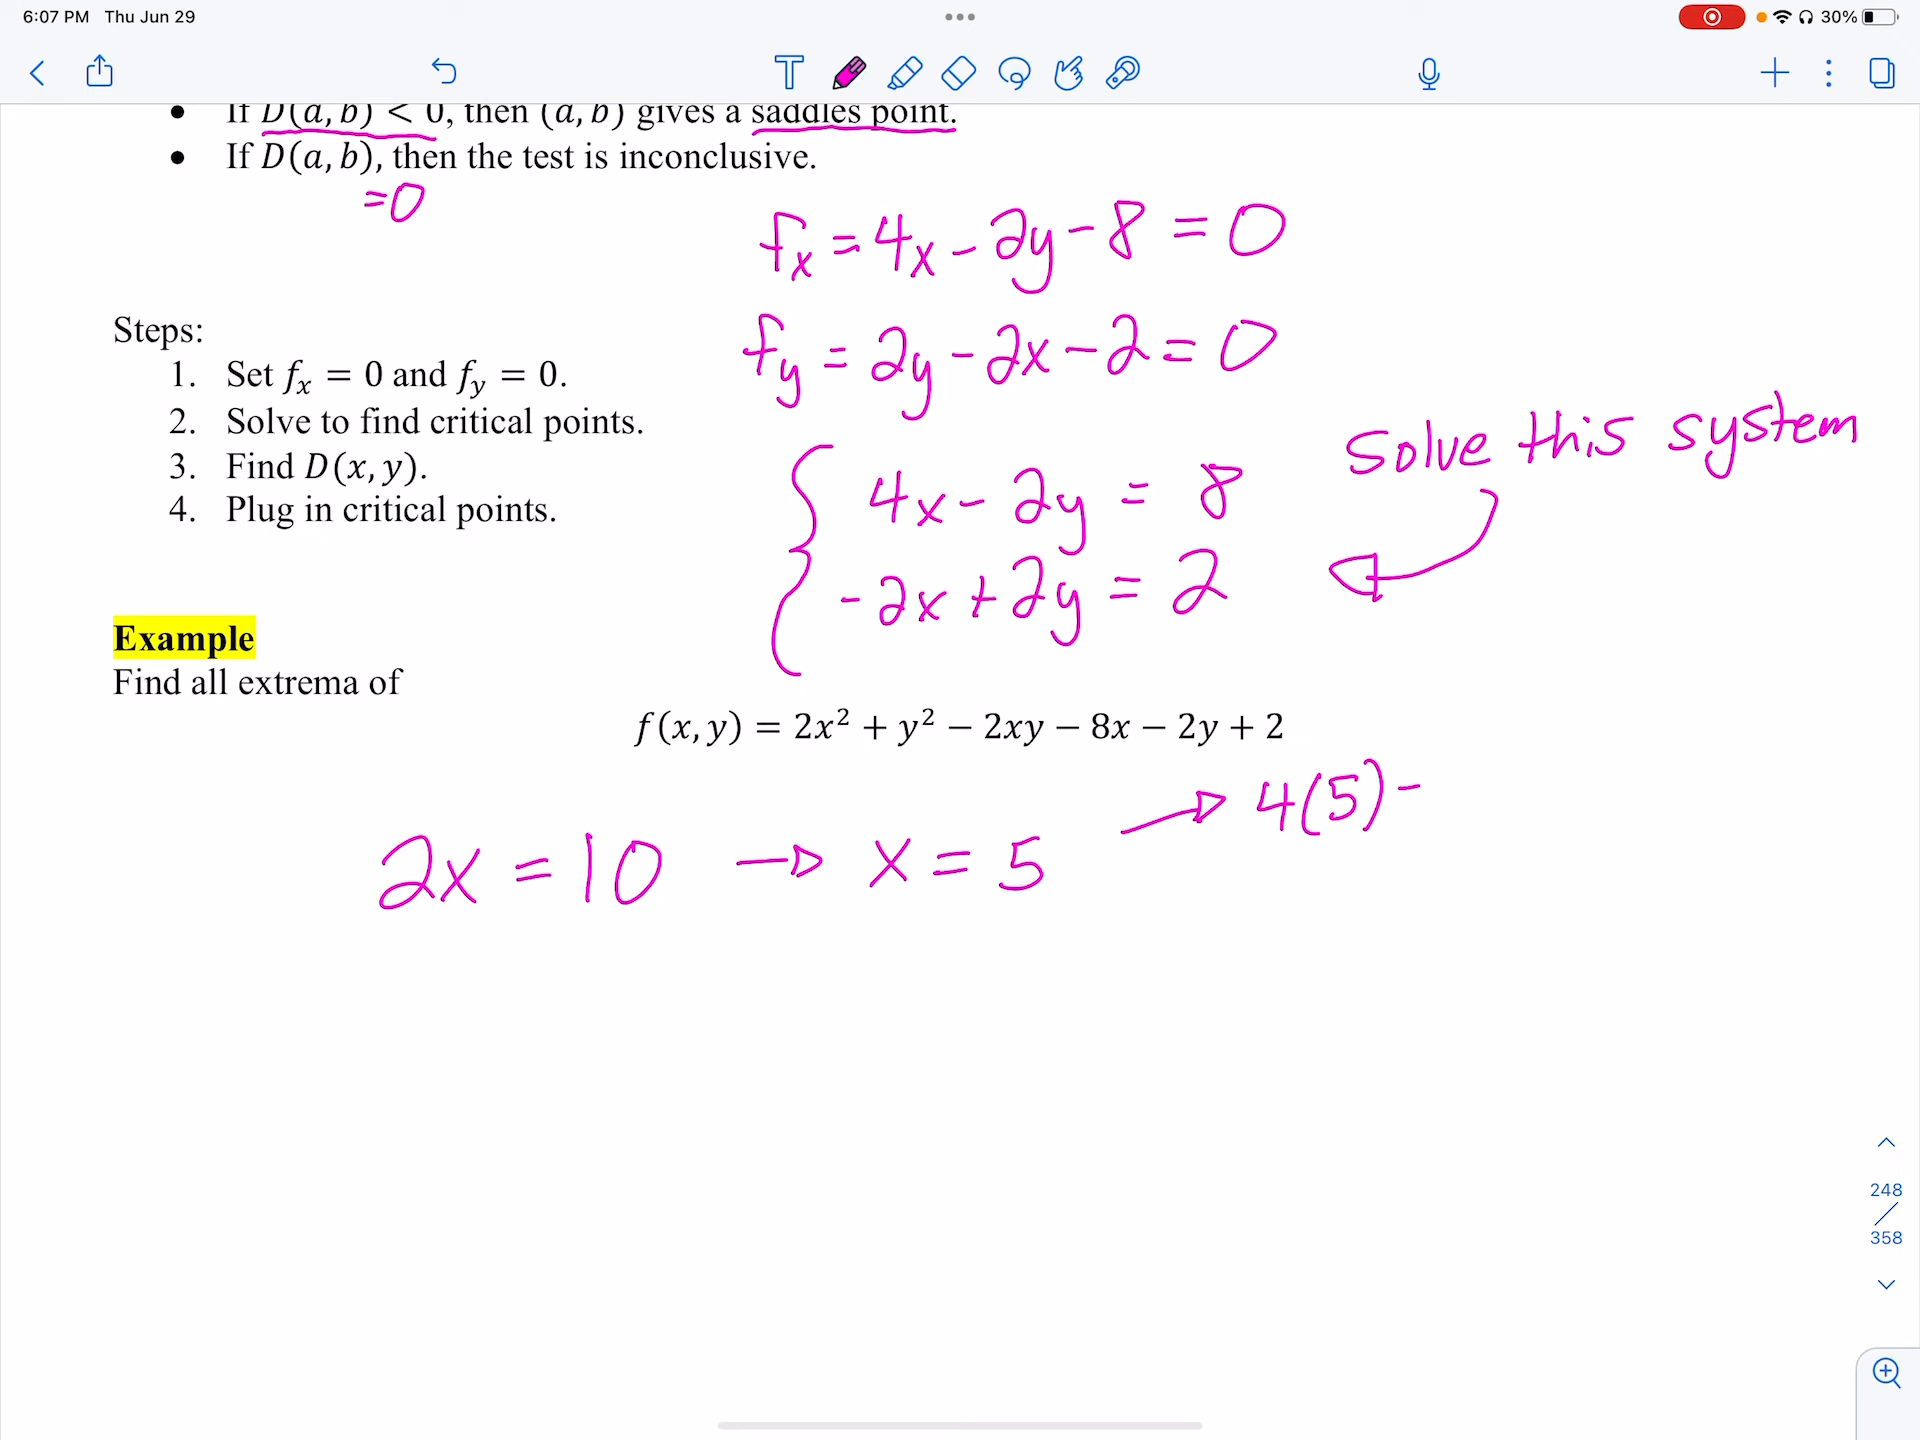 6:07 PM Thu Jun 29
30%
T
• If D(a, b) < 0, then (a, b) gives a saddles point.
• If D(a, b), then the test is inconclusive.
=0
fx = 4x - 2y - 8 = 0
fy = 2y - 2x - 2 = 0
Steps:
1. Set fₓ = 0 and f_y = 0.
2. Solve to find critical points.
3. Find D(x, y).
4. Plug in critical points.
Solve this system
4x - 2y = 8
-2x + 2y = 2
Example
Find all extrema of
f(x, y) = 2x² + y² − 2xy − 8x − 2y + 2
2x = 10 → x = 5 → 4(5) -
248
/
358